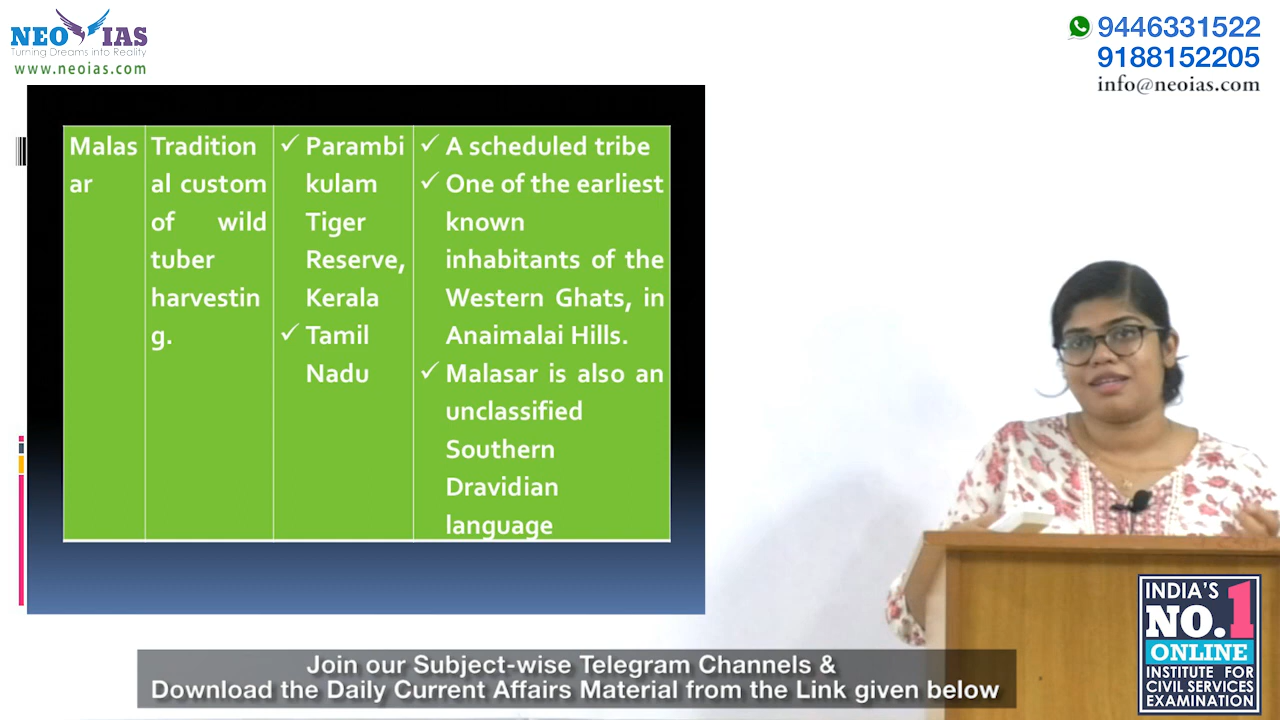 NEO IAS
Turning Dreams into Reality
www.neoias.com
9446331522
9188152205
info@neoias.com
Malas
ar
Tradition
al custom
of wild
tuber
harvestin
g.
✓ Parambi
kulam
Tiger
Reserve,
Kerala
✓ Tamil
Nadu
✓ A scheduled tribe
✓ One of the earliest
known
inhabitants of the
Western Ghats, in
Anaimalai Hills.
✓ Malasar is also an
unclassified
Southern
Dravidian
language
INDIA'S
NO.1
ONLINE
INSTITUTE FOR
CIVIL SERVICES
EXAMINATION
Join our Subject-wise Telegram Channels &
Download the Daily Current Affairs Material from the Link given below